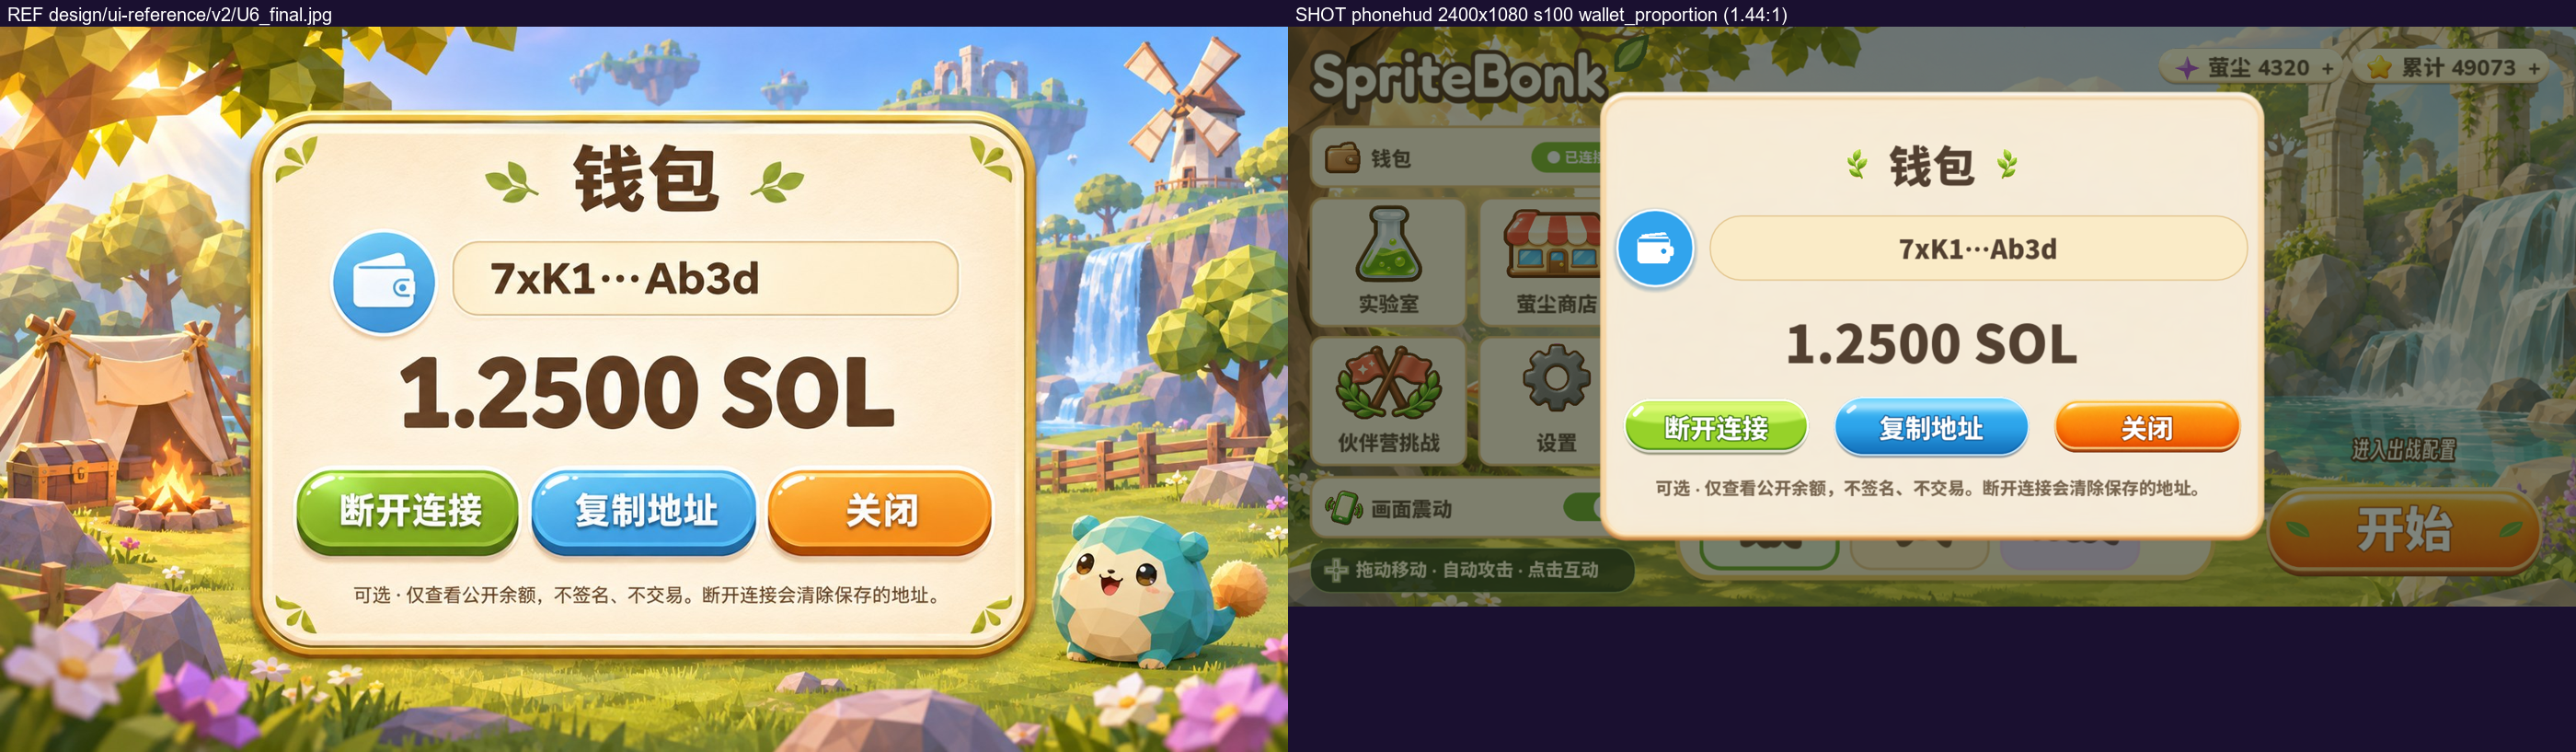 REF design/ui-reference/v2/U6_final.jpg
钱包
7xK1···Ab3d
1.2500 SOL
断开连接
复制地址
关闭
可选 · 仅查看公开余额，不签名、不交易。断开连接会清除保存的地址。
SHOT phonehud 2400x1080 s100 wallet_proportion (1.44:1)
SpriteBonk
萤尘 4320 +
累计 49073 +
钱包
已连接
实验室
萤尘商店
伙伴营挑战
设置
画面震动
拖动移动 · 自动攻击 · 点击互动
钱包
7xK1···Ab3d
1.2500 SOL
断开连接
复制地址
关闭
可选 · 仅查看公开余额，不签名、不交易。断开连接会清除保存的地址。
进入出战配置
开始